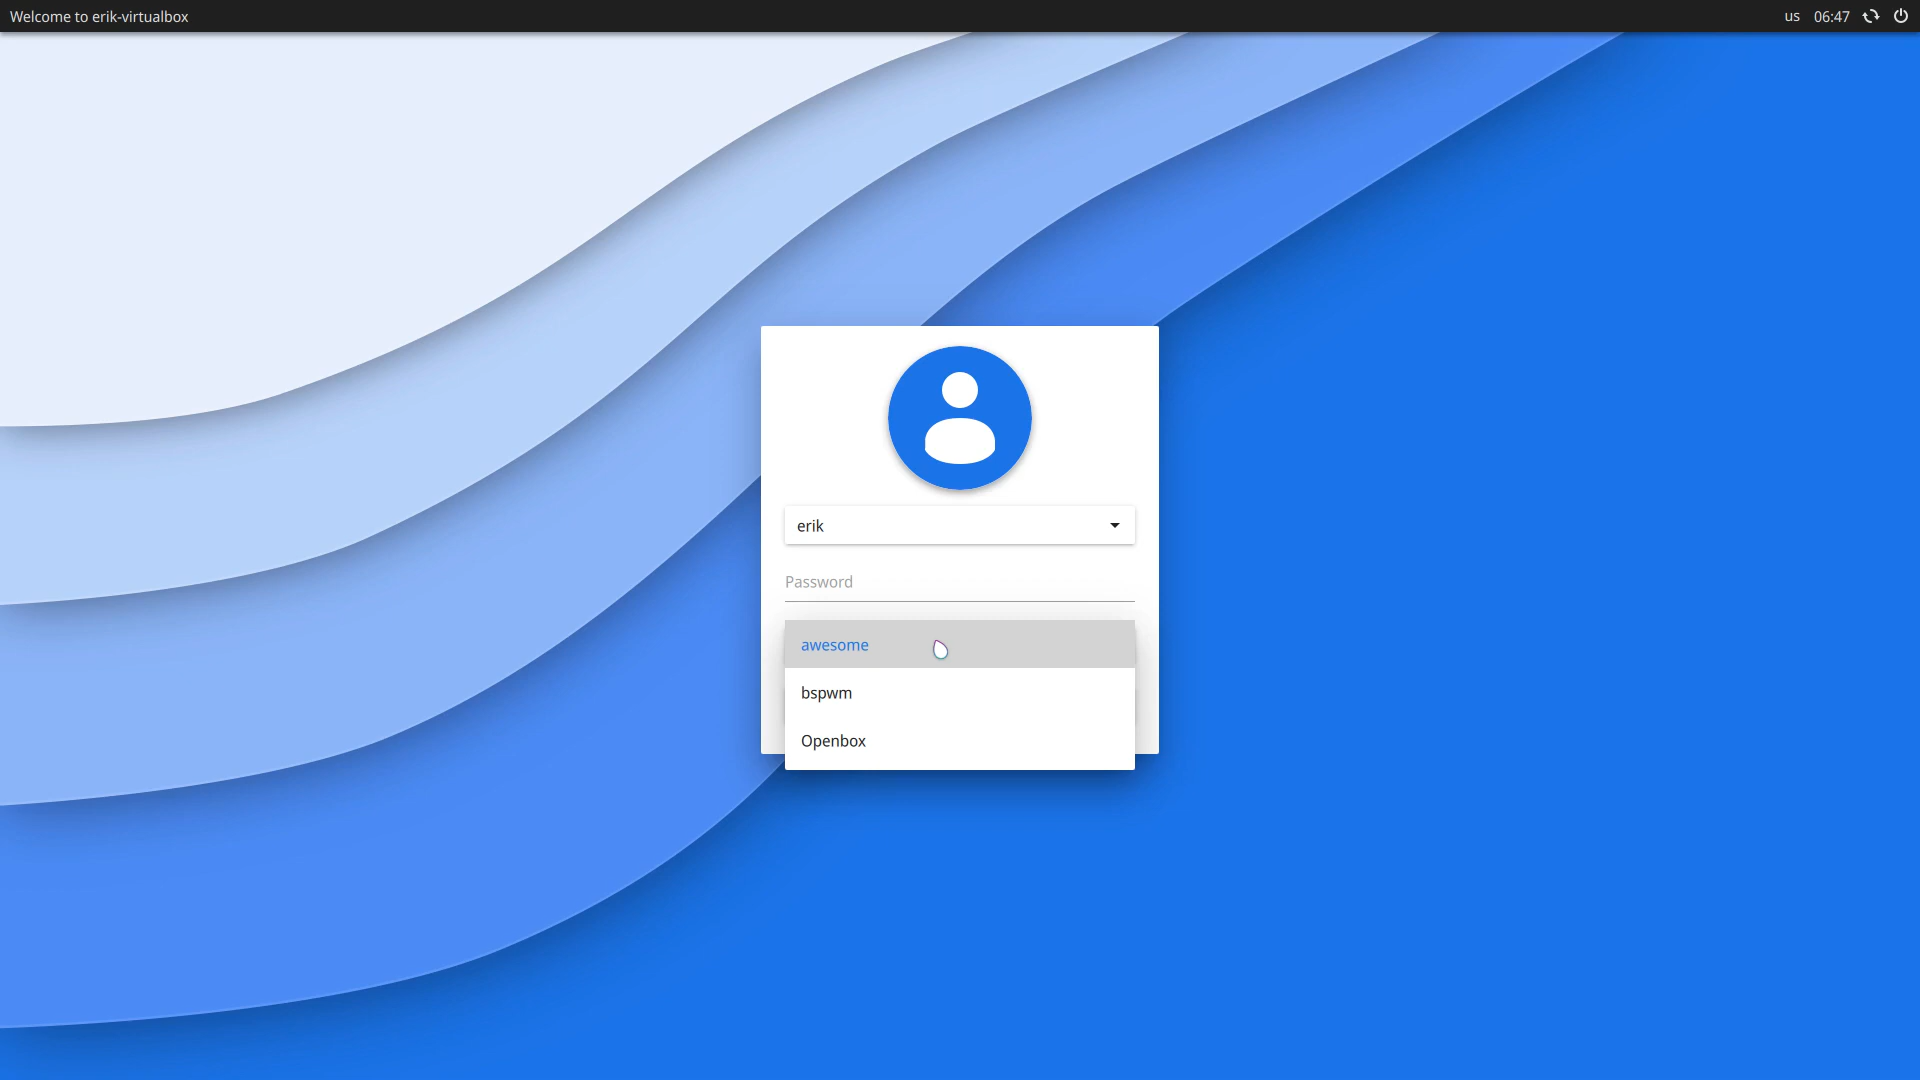 Welcome to erik-virtualbox
us 06:47
erik
Password
awesome
bspwm
Openbox